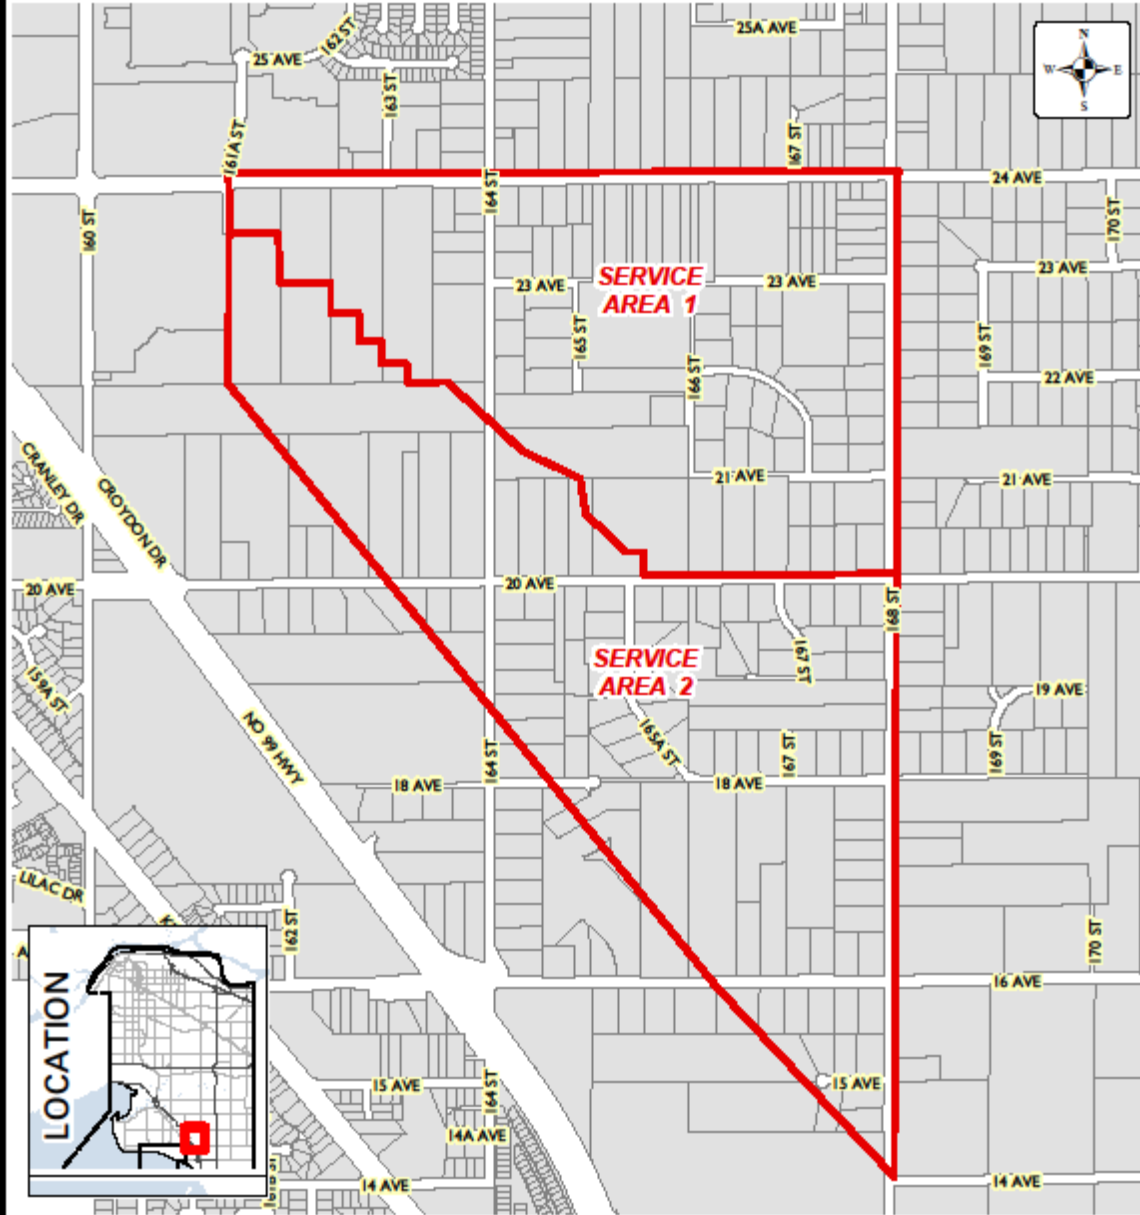 25A AVE
162 ST
25 AVE
N
W
E
S
163 ST
161A ST
167 ST
164 ST
24 AVE
160 ST
170 ST
23 AVE
SERVICE
AREA 1
23 AVE
23 AVE
165 ST
169 ST
166 ST
22 AVE
CRANLEY DR
CROYDON DR
21 AVE
21 AVE
20 AVE
20 AVE
168 ST
SERVICE
AREA 2
167 ST
159A ST
19 AVE
165A ST
NO 99 HWY
164 ST
167 ST
169 ST
18 AVE
18 AVE
LILAC DR
162 ST
170 ST
16 AVE
LOCATION
15 AVE
164 ST
15 AVE
14A AVE
161B ST
14 AVE
14 AVE